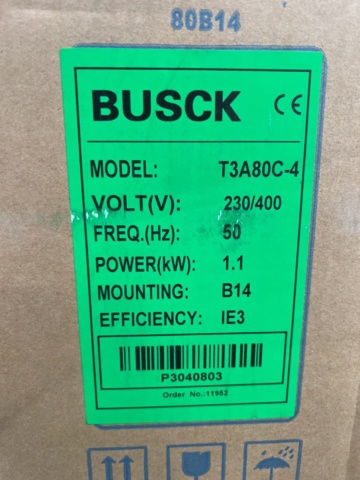 80B14
BUSCK CE
MODEL: T3A80C-4
VOLT(V): 230/400
FREQ.(Hz): 50
POWER(kW): 1.1
MOUNTING: B14
EFFICIENCY: IE3
P3040803
Order No.:11952